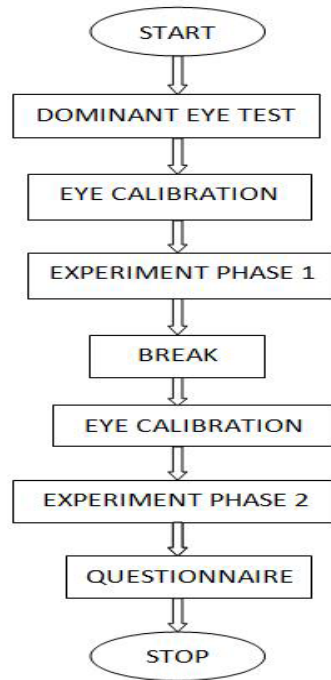 START
DOMINANT EYE TEST
EYE CALIBRATION
EXPERIMENT PHASE 1
BREAK
EYE CALIBRATION
EXPERIMENT PHASE 2
QUESTIONNAIRE
STOP